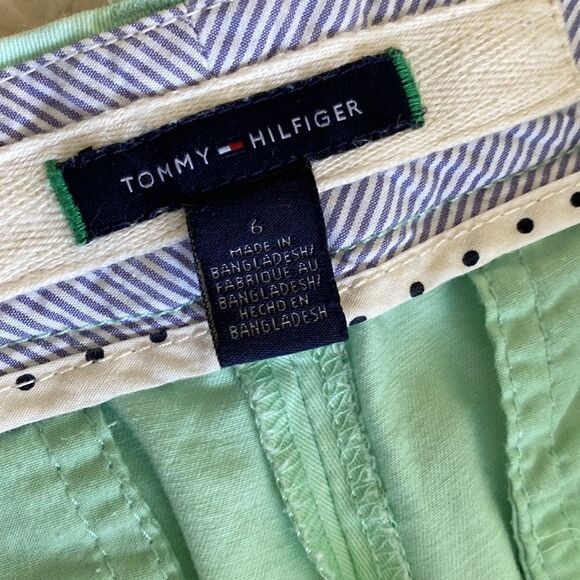 TOMMY HILFIGER
6
MADE IN
BANGLADESH/
FABRIQUE AU
BANGLADESH/
HECHO EN
BANGLADESH